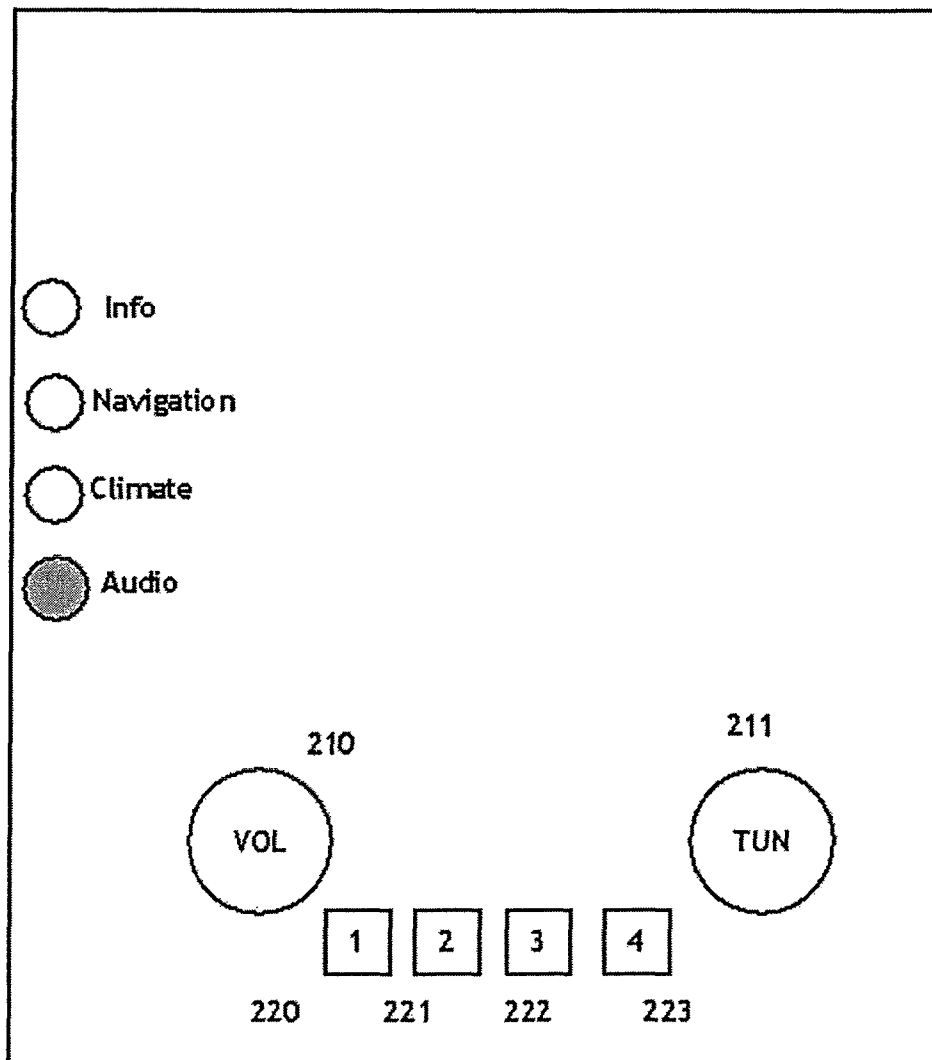 Info
Navigation
Climate
Audio
210
211
VOL
TUN
1 2 3 4
220 221 222 223